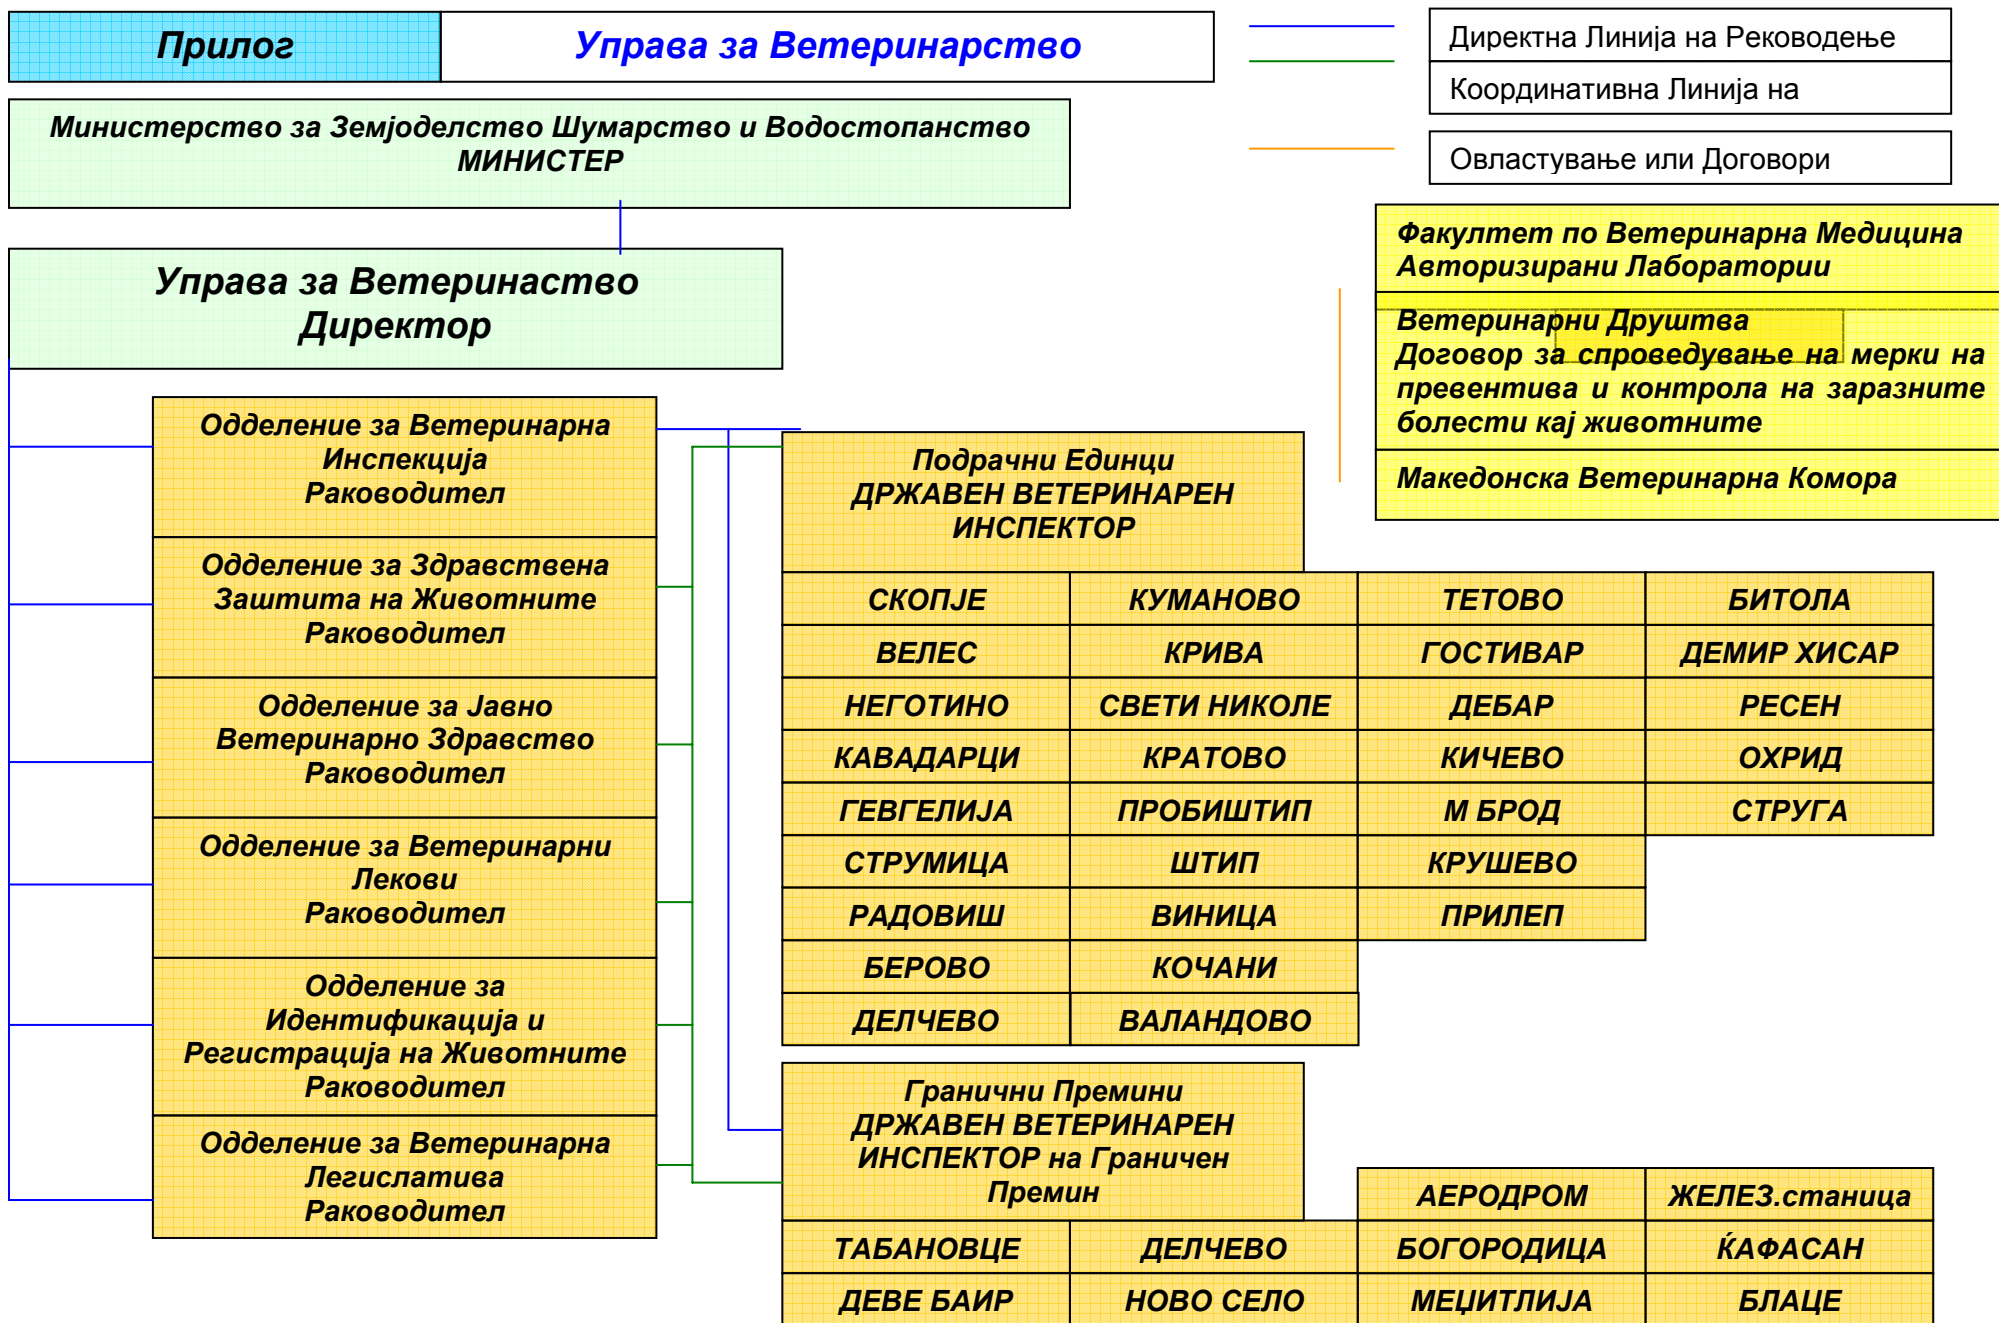 Прилог
Управа за Ветеринарство
Директна Линија на Реководење
Координативна Линија на
Овластување или Договори
Министерство за Земјоделство Шумарство и Водостопанство
МИНИСТЕР
Управа за Ветеринаство
Директор
Факултет по Ветеринарна Медицина
Авторизирани Лаборатории
Ветеринарни Друштва
Договор за спроведување на мерки на
превентива и контрола на заразните
болести кај животните
Македонска Ветеринарна Комора
Одделение за Ветеринарна
Инспекција
Раководител
Одделение за Здравствена
Заштита на Животните
Раководител
Одделение за Јавно
Ветеринарно Здравство
Раководител
Одделение за Ветеринарни
Лекови
Раководител
Одделение за
Идентификација и
Регистрација на Животните
Раководител
Одделение за Ветеринарна
Легислатива
Раководител
Подрачни Единци
ДРЖАВЕН ВЕТЕРИНАРЕН
ИНСПЕКТОР
СКОПЈЕ КУМАНОВО ТЕТОВО БИТОЛА
ВЕЛЕС КРИВА ГОСТИВАР ДЕМИР ХИСАР
НЕГОТИНО СВЕТИ НИКОЛЕ ДЕБАР РЕСЕН
КАВАДАРЦИ КРАТОВО КИЧЕВО ОХРИД
ГЕВГЕЛИЈА ПРОБИШТИП М БРОД СТРУГА
СТРУМИЦА ШТИП КРУШЕВО
РАДОВИШ ВИНИЦА ПРИЛЕП
БЕРОВО КОЧАНИ
ДЕЛЧЕВО ВАЛАНДОВО
Гранични Премини
ДРЖАВЕН ВЕТЕРИНАРЕН
ИНСПЕКТОР на Граничен
Премин
АЕРОДРОМ ЖЕЛЕЗ.станица
ТАБАНОВЦЕ ДЕЛЧЕВО БОГОРОДИЦА ЌАФАСАН
ДЕВЕ БАИР НОВО СЕЛО МЕЏИТЛИЈА БЛАЦЕ